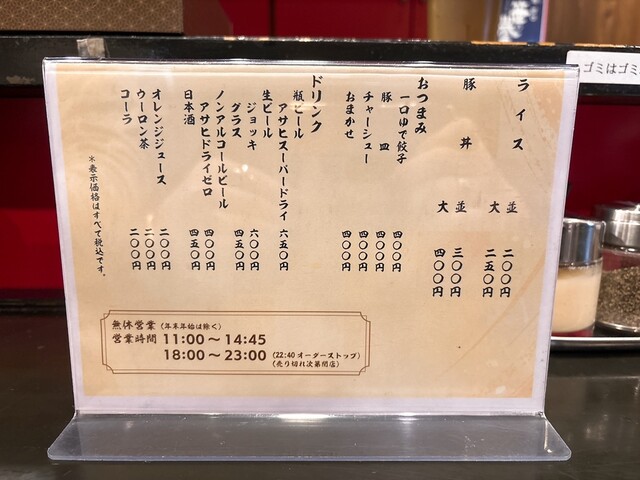 ライス 並 二〇〇円
大 二五〇円
豚丼 並 三〇〇円
大 四〇〇円
おつまみ
一口ゆで餃子 四〇〇円
豚皿 四〇〇円
チャーシュー 四〇〇円
おまかせ 四〇〇円
ドリンク
瓶ビール
アサヒスーパードライ 六五〇円
生ビール
ジョッキ 六〇〇円
グラス 四五〇円
ノンアルコールビール
アサヒドライゼロ 四〇〇円
日本酒 四五〇円
オレンジジュース 二〇〇円
ウーロン茶 二〇〇円
コーラ 二〇〇円
＊表示価格はすべて税込です。
無休営業（年末年始は除く）
営業時間 11:00～14:45
18:00～23:00（22:40オーダーストップ）
（売り切れ次第閉店）
ゴミはゴミ